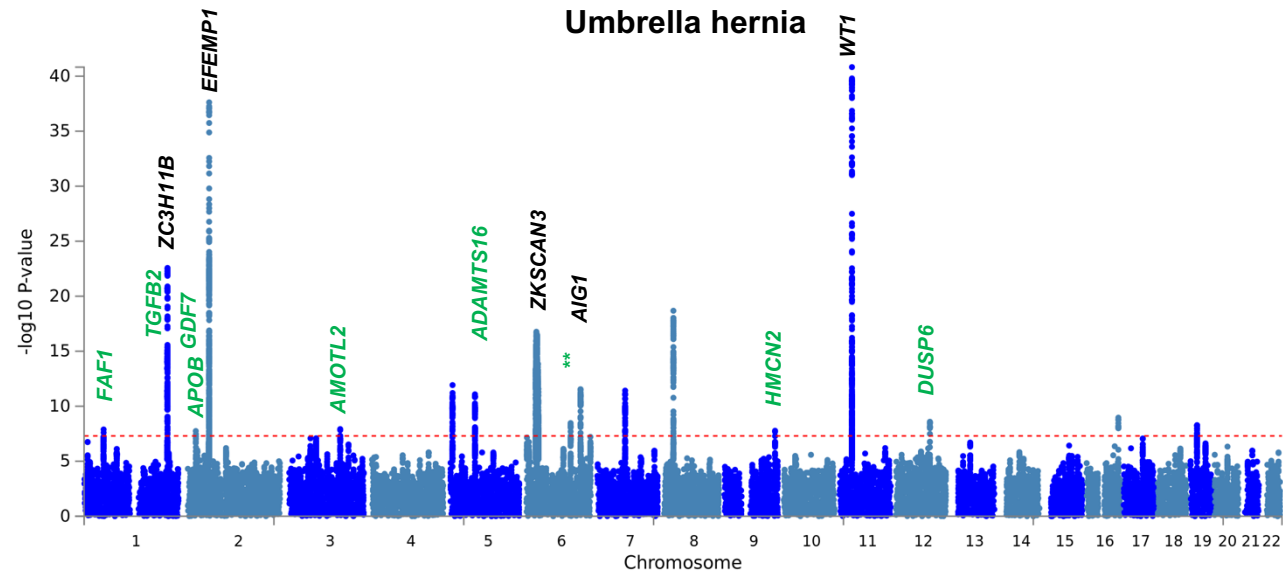 Umbrella hernia
EFEMP1
WT1
ZC3H11B
TGFB2
GDF7
ADAMTS16
ZKSCAN3
AIG1
FAF1
APOB
AMOTL2
**
HMCN2
DUSP6
-log10 P-value
40
35
30
25
20
15
10
5
0
1 2 3 4 5 6 7 8 9 10 11 12 13 14 15 16 17 18 19 20 21 22
Chromosome